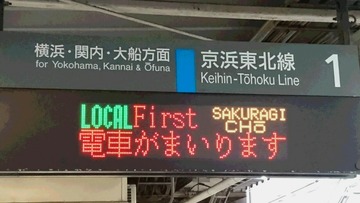 横浜・関内・大船方面
for Yokohama, Kannai & Ōfuna
京浜東北線
Keihin-Tōhoku Line
1
LOCAL First SAKURAGI
CHō
電車がまいります